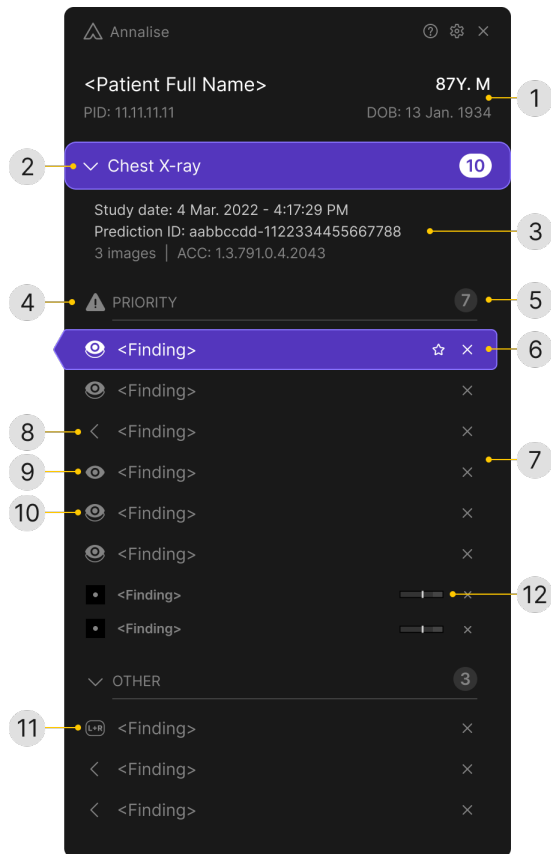 Annalise
<Patient Full Name> 87Y. M
PID: 11.11.11.11 DOB: 13 Jan. 1934
1
2
Chest X-ray 10
Study date: 4 Mar. 2022 - 4:17:29 PM
Prediction ID: aabbccdd-1122334455667788
3
3 images | ACC: 1.3.791.0.4.2043
4
PRIORITY 7
5
<Finding>
6
<Finding>
8
<Finding>
7
9
<Finding>
10
<Finding>
<Finding>
<Finding>
12
<Finding>
OTHER 3
11
L+R <Finding>
<Finding>
<Finding>